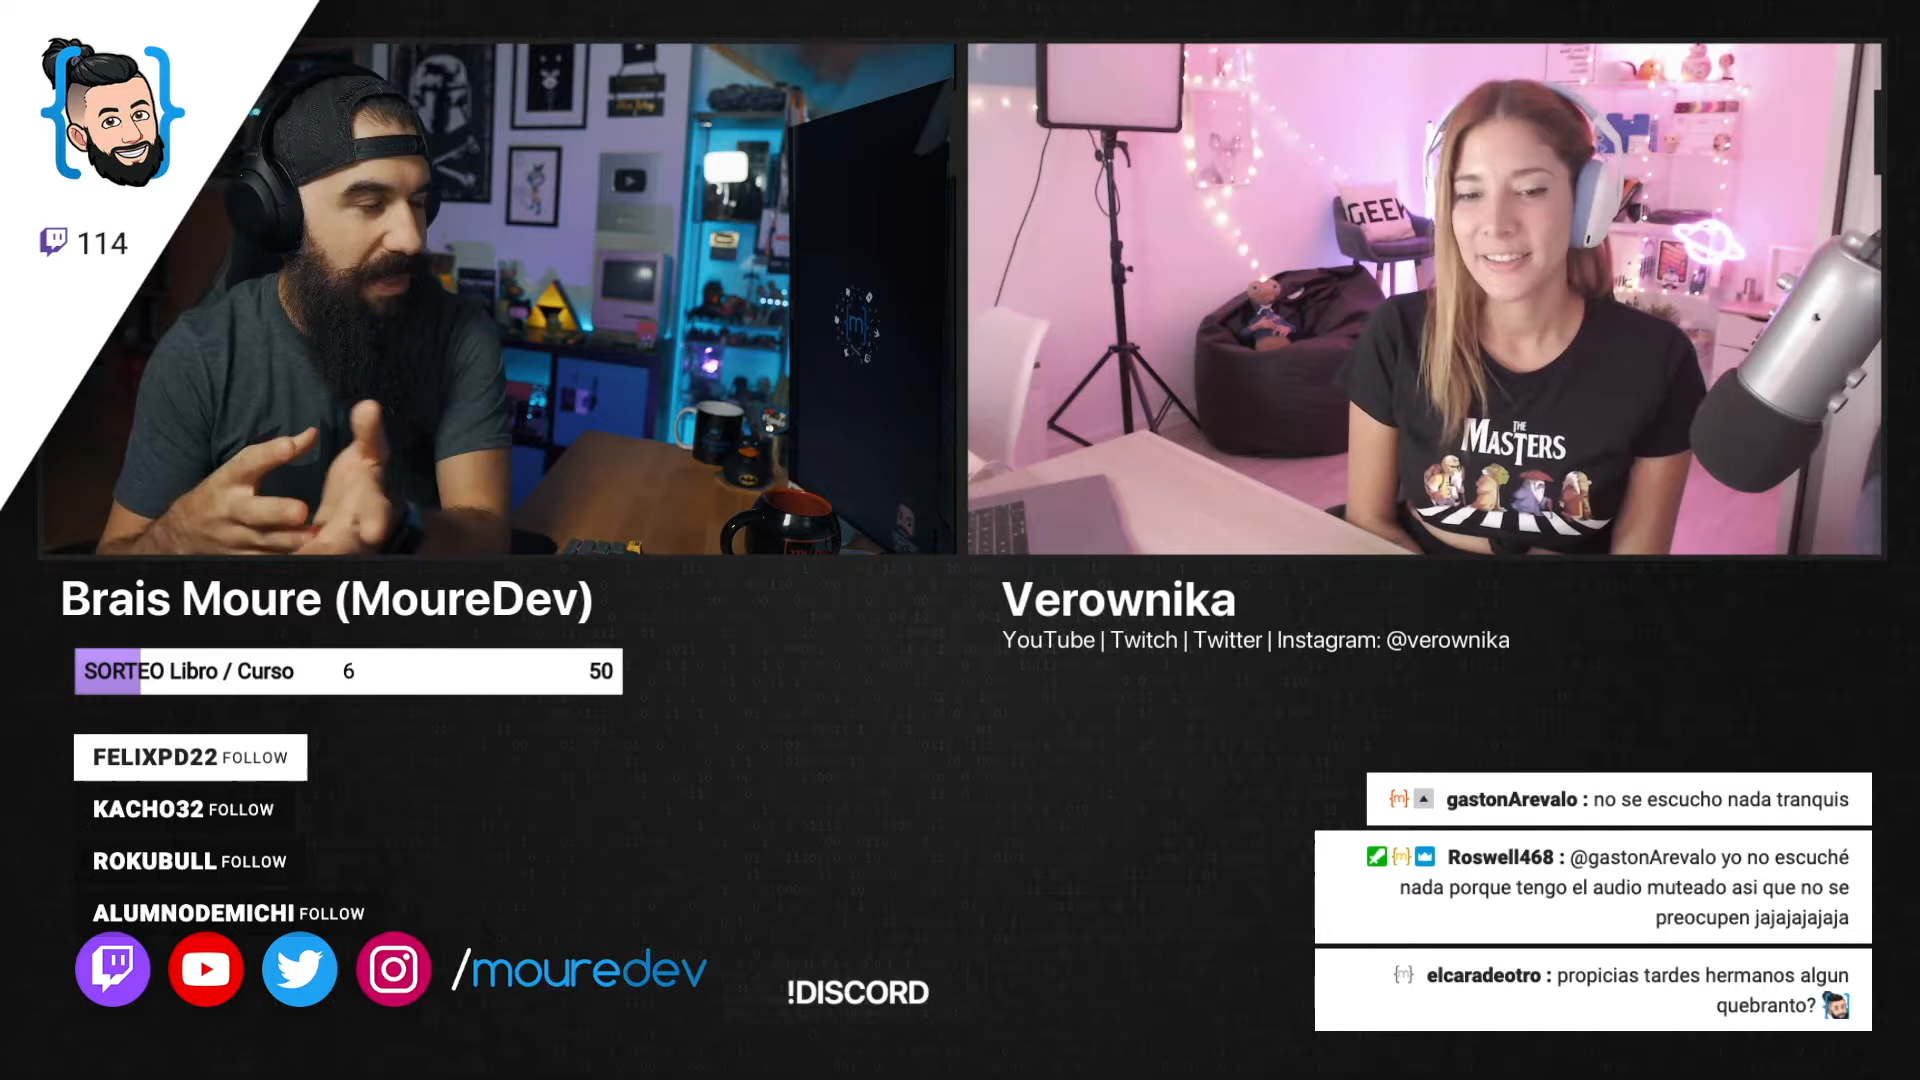 114
GEEK
{m}
THE
MASTERS
Brais Moure (MoureDev)
Verownika
YouTube | Twitch | Twitter | Instagram: @verownika
SORTEO Libro / Curso 6 50
FELIXPD22 FOLLOW
KACHO32 FOLLOW
ROKUBULL FOLLOW
ALUMNODEMICHI FOLLOW
/mouredev
!DISCORD
{m} gastonArevalo : no se escucho nada tranquis
{m} Roswell468 : @gastonArevalo yo no escuché
nada porque tengo el audio muteado asi que no se
preocupen jajajajajaja
{m} elcaradeotro : propicias tardes hermanos algun
quebranto?